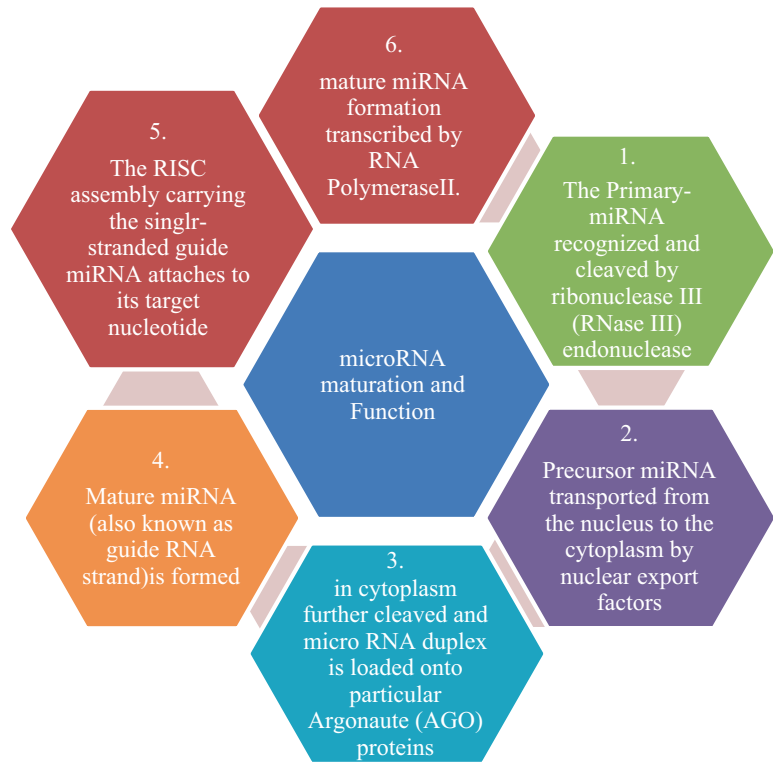 microRNA
maturation and
Function
1.
The Primary-
miRNA
recognized and
cleaved by
ribonuclease III
(RNase III)
endonuclease
2.
Precursor miRNA
transported from
the nucleus to the
cytoplasm by
nuclear export
factors
3.
in cytoplasm
further cleaved and
micro RNA duplex
is loaded onto
particular
Argonaute (AGO)
proteins
4.
Mature miRNA
(also known as
guide RNA
strand)is formed
5.
The RISC
assembly carrying
the singlr-
stranded guide
miRNA attaches to
its target
nucleotide
6.
mature miRNA
formation
transcribed by
RNA
PolymeraseII.